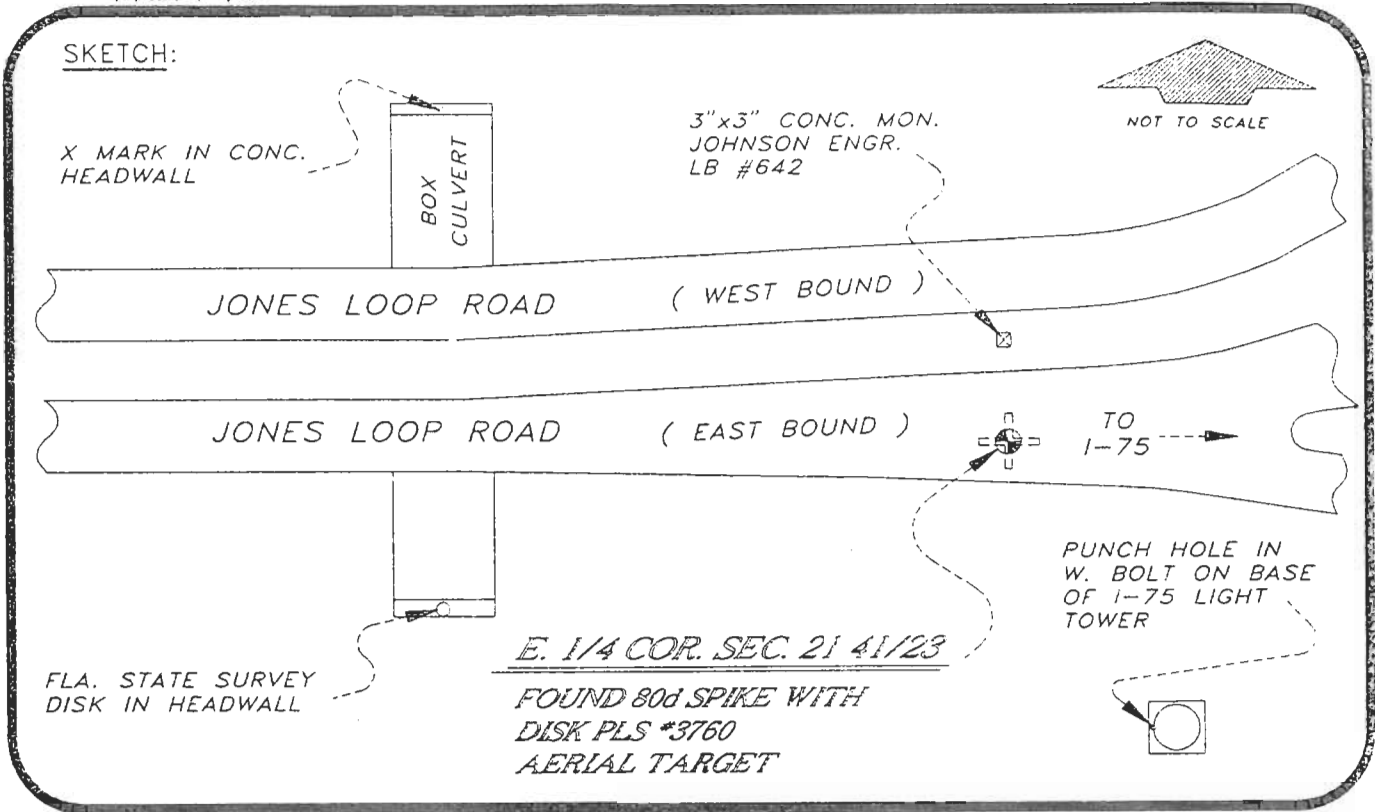 SKETCH:
X MARK IN CONC.
HEADWALL
BOX
CULVERT
3"x3" CONC. MON.
JOHNSON ENGR.
LB #642
NOT TO SCALE
JONES LOOP ROAD ( WEST BOUND )
JONES LOOP ROAD ( EAST BOUND )
TO
I-75
PUNCH HOLE IN
W. BOLT ON BASE
OF I-75 LIGHT
TOWER
FLA. STATE SURVEY
DISK IN HEADWALL
E. 1/4 COR. SEC. 21 41/23
FOUND 80d SPIKE WITH
DISK PLS #3760
AERIAL TARGET